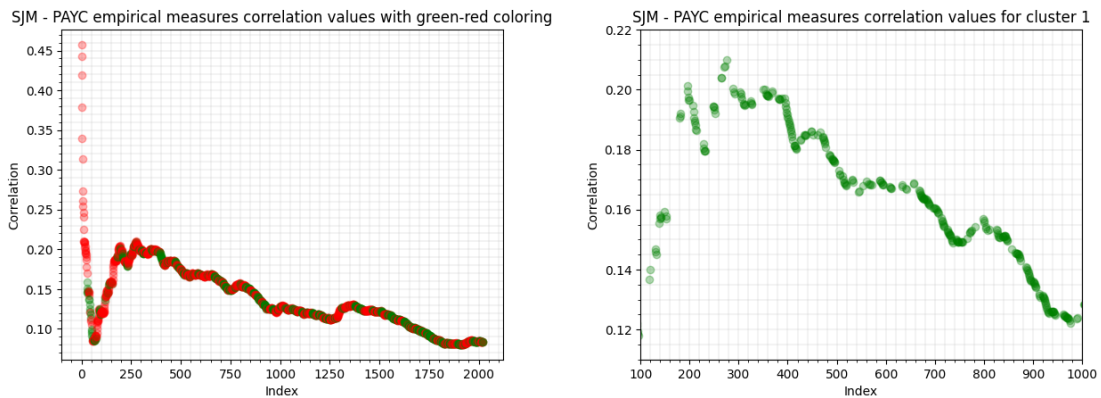 SJM - PAYC empirical measures correlation values with green-red coloring
Correlation
0.45
0.40
0.35
0.30
0.25
0.20
0.15
0.10
0 250 500 750 1000 1250 1500 1750 2000
Index
SJM - PAYC empirical measures correlation values for cluster 1
Correlation
0.22
0.20
0.18
0.16
0.14
0.12
100 200 300 400 500 600 700 800 900 1000
Index